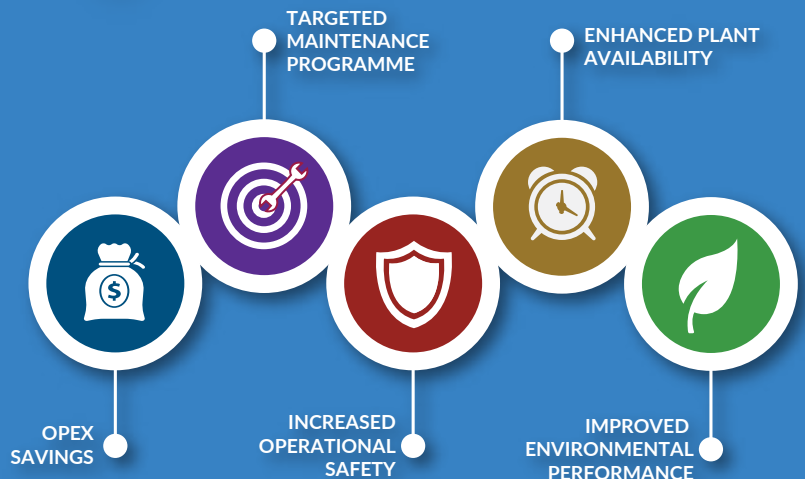 TARGETED
MAINTENANCE
PROGRAMME
ENHANCED PLANT
AVAILABILITY
$
OPEX
SAVINGS
INCREASED
OPERATIONAL
SAFETY
IMPROVED
ENVIRONMENTAL
PERFORMANCE